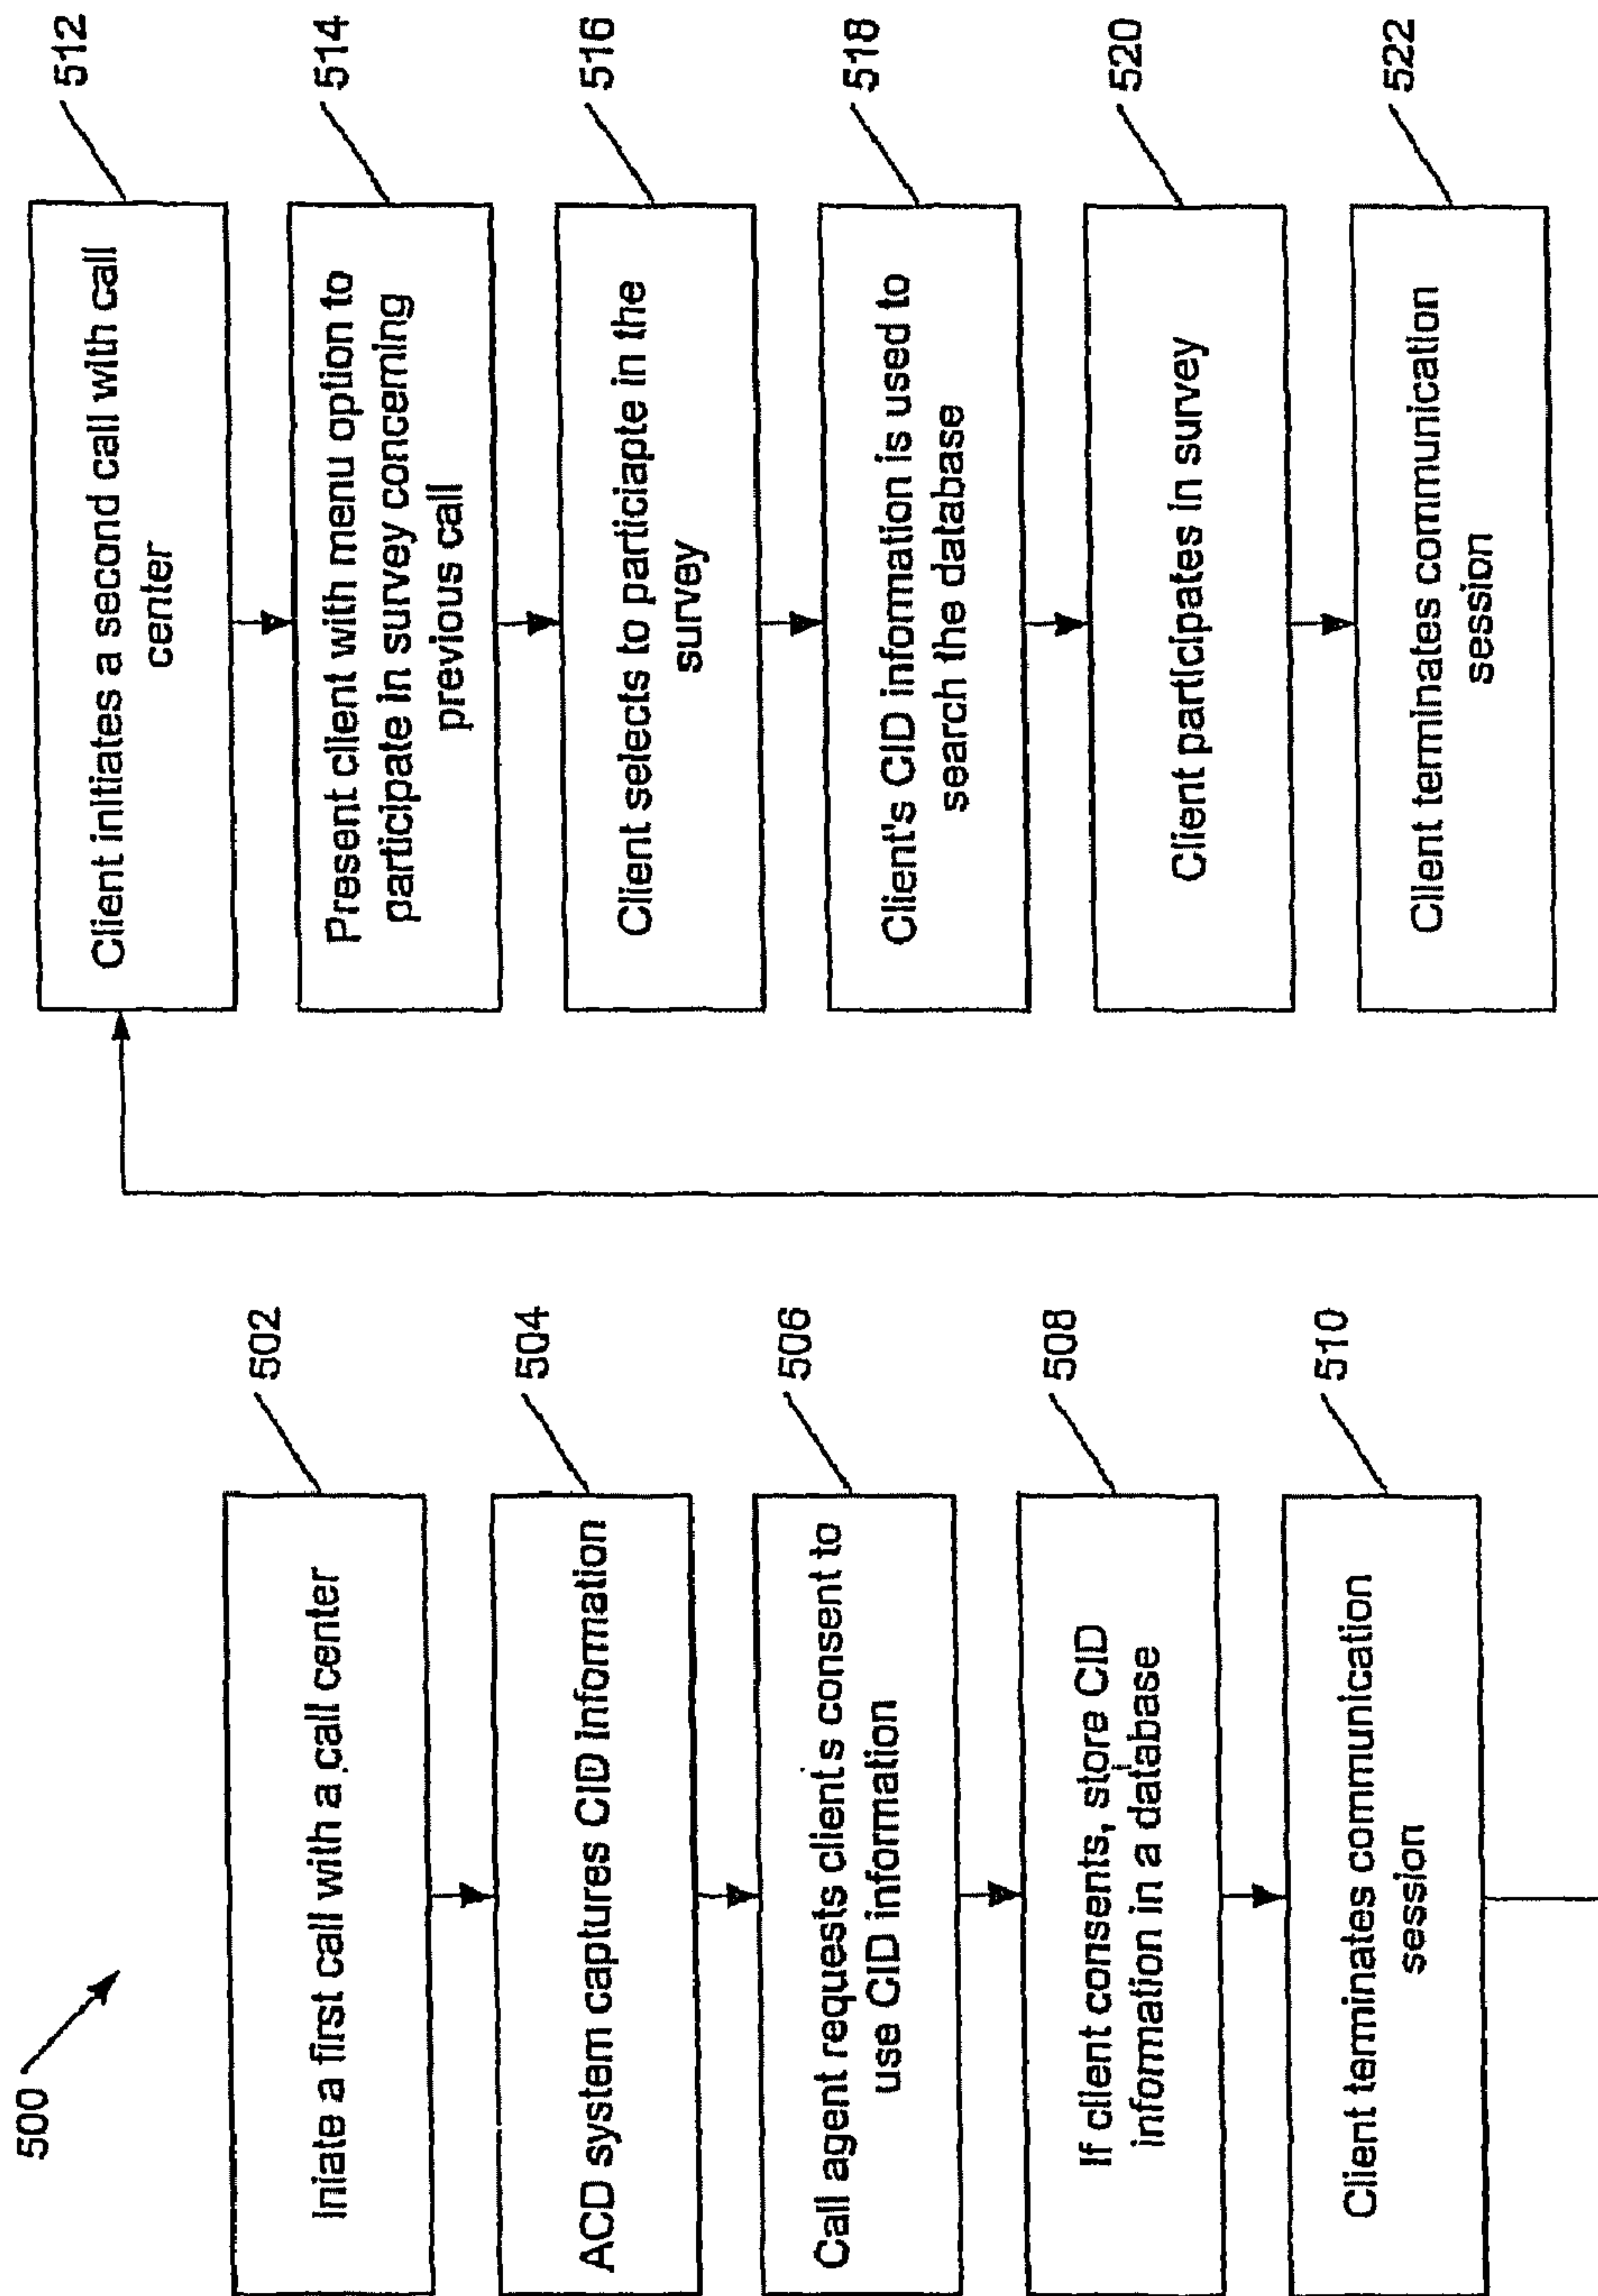 500
Iniate a first call with a call center
502
ACD system captures CID information
504
Call agent requests client's consent to
use CID information
506
If client consents, store CID
information in a database
508
Client terminates communication
session
510
Client initiates a second call with call
center
512
Present client with menu option to
participate in survey concerning
previous call
514
Client selects to particiapte in the
survey
516
Client's CID information is used to
search the database
518
Client participates in survey
520
Client terminates communication
session
522